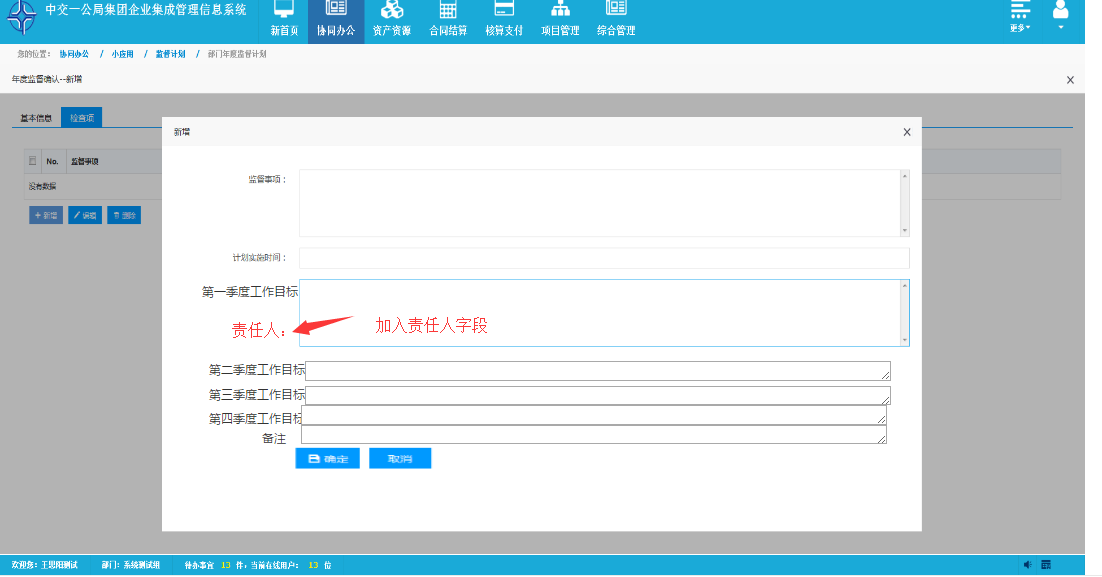 中交一公局集团企业集成管理信息系统
新首页 协同办公 资产资源 合同结算 核算支付 项目管理 综合管理 更多
您的位置: 协同办公 / 小应用 / 监督计划 / 部门年度监督计划
年度监督确认--新增 X
基本信息 检查项
新增 X
No. 监督事项
没有数据
新增 编辑 删除
监督事项：
计划实施时间：
第一季度工作目标
责任人： 加入责任人字段
第二季度工作目标
第三季度工作目标
第四季度工作目标
备注
确定 取消
欢迎您: 王思阳测试 部门: 系统测试组 待办事宜 13 件, 当前在线用户: 13 位